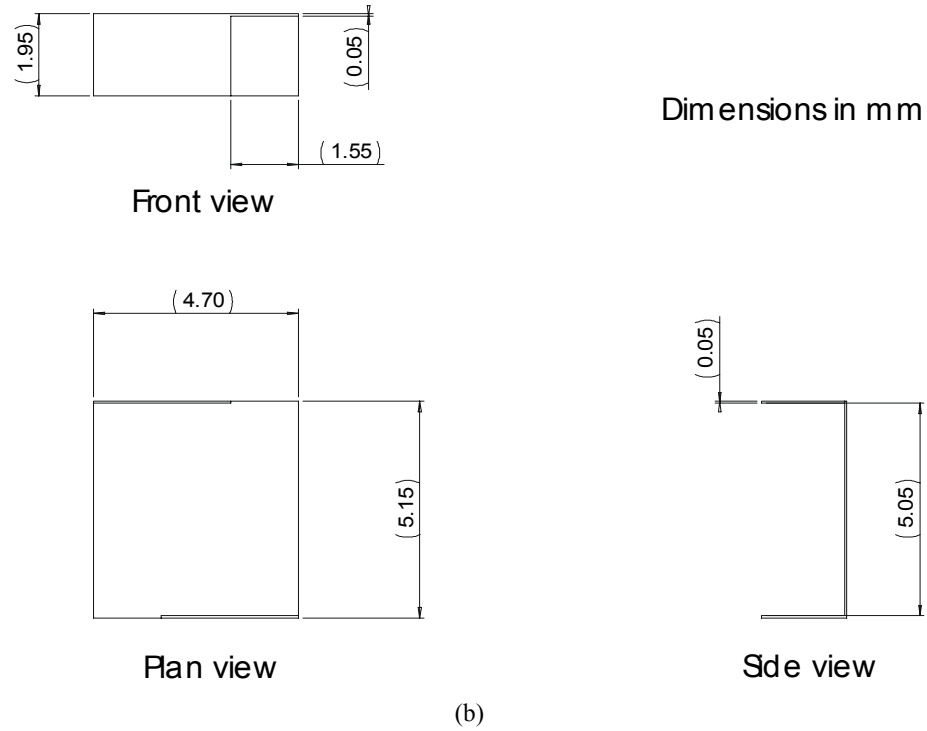 (1.95)
(0.05)
Dimensions in mm
(1.55)
Front view
(4.70)
(0.05)
(5.15)
(5.05)
Plan view
Side view
(b)